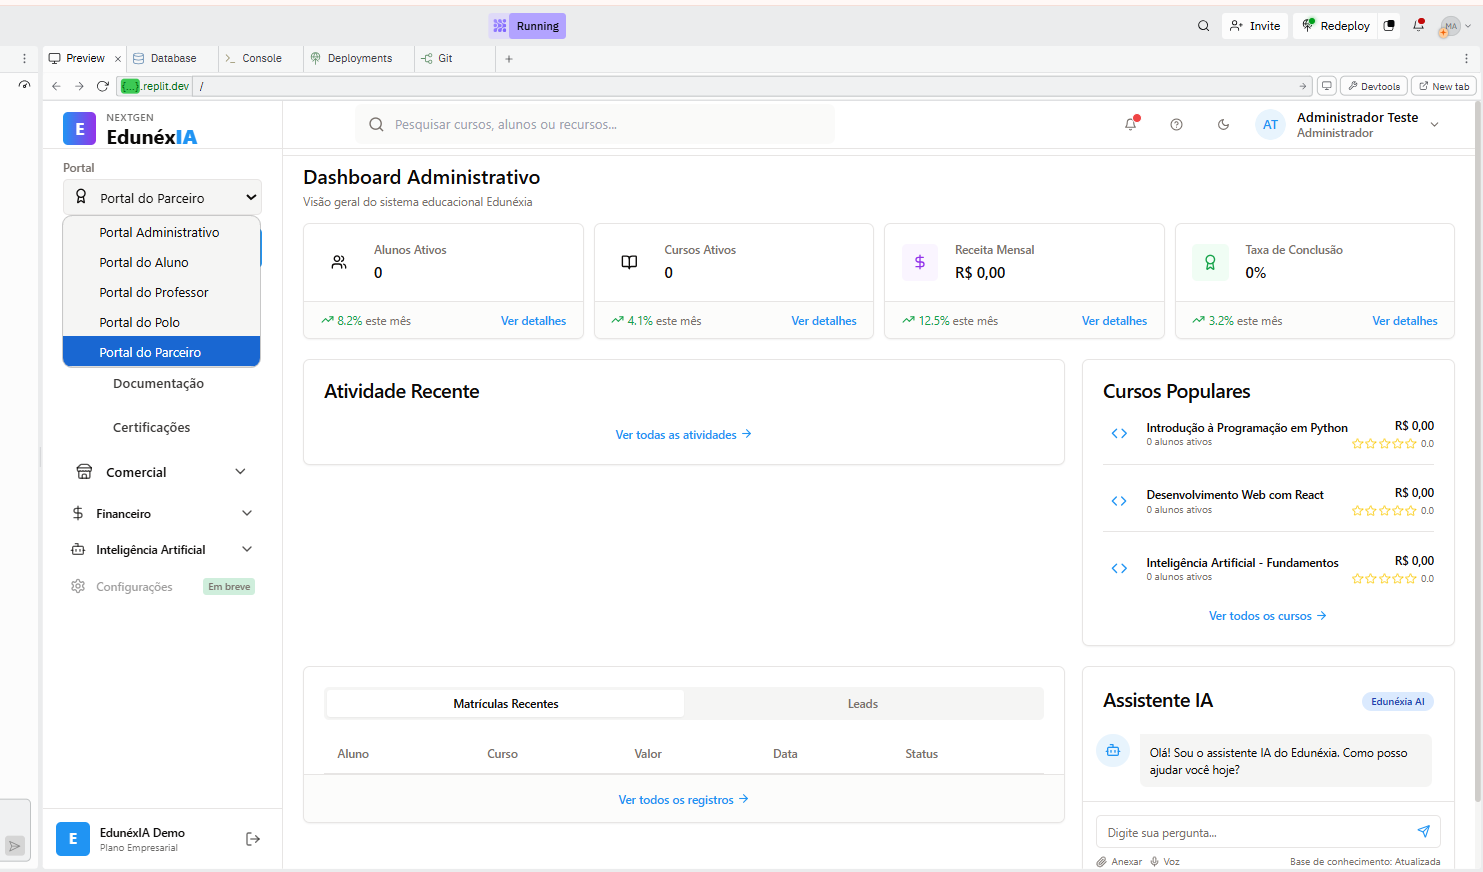 Running
Invite
Redeploy
MA
Preview
Database
Console
Deployments
Git
{...}.replit.dev
/
Devtools
New tab
E
NEXTGEN
EdunéxIA
Pesquisar cursos, alunos ou recursos...
AT
Administrador Teste
Administrador
Portal
Portal do Parceiro
Portal Administrativo
Portal do Aluno
Portal do Professor
Portal do Polo
Portal do Parceiro
Documentação
Certificações
Comercial
Financeiro
Inteligência Artificial
Configurações
Em breve
E
EdunéxIA Demo
Plano Empresarial
Dashboard Administrativo
Visão geral do sistema educacional Edunéxia
Alunos Ativos
0
8.2% este mês
Ver detalhes
Cursos Ativos
0
4.1% este mês
Ver detalhes
Receita Mensal
R$ 0,00
12.5% este mês
Ver detalhes
Taxa de Conclusão
0%
3.2% este mês
Ver detalhes
Atividade Recente
Ver todas as atividades
Cursos Populares
Introdução à Programação em Python
R$ 0,00
0 alunos ativos
0.0
Desenvolvimento Web com React
R$ 0,00
0 alunos ativos
0.0
Inteligência Artificial - Fundamentos
R$ 0,00
0 alunos ativos
0.0
Ver todos os cursos
Matrículas Recentes
Leads
Aluno
Curso
Valor
Data
Status
Ver todos os registros
Assistente IA
Edunéxia AI
Olá! Sou o assistente IA do Edunéxia. Como posso
ajudar você hoje?
Digite sua pergunta...
Anexar
Voz
Base de conhecimento: Atualizada